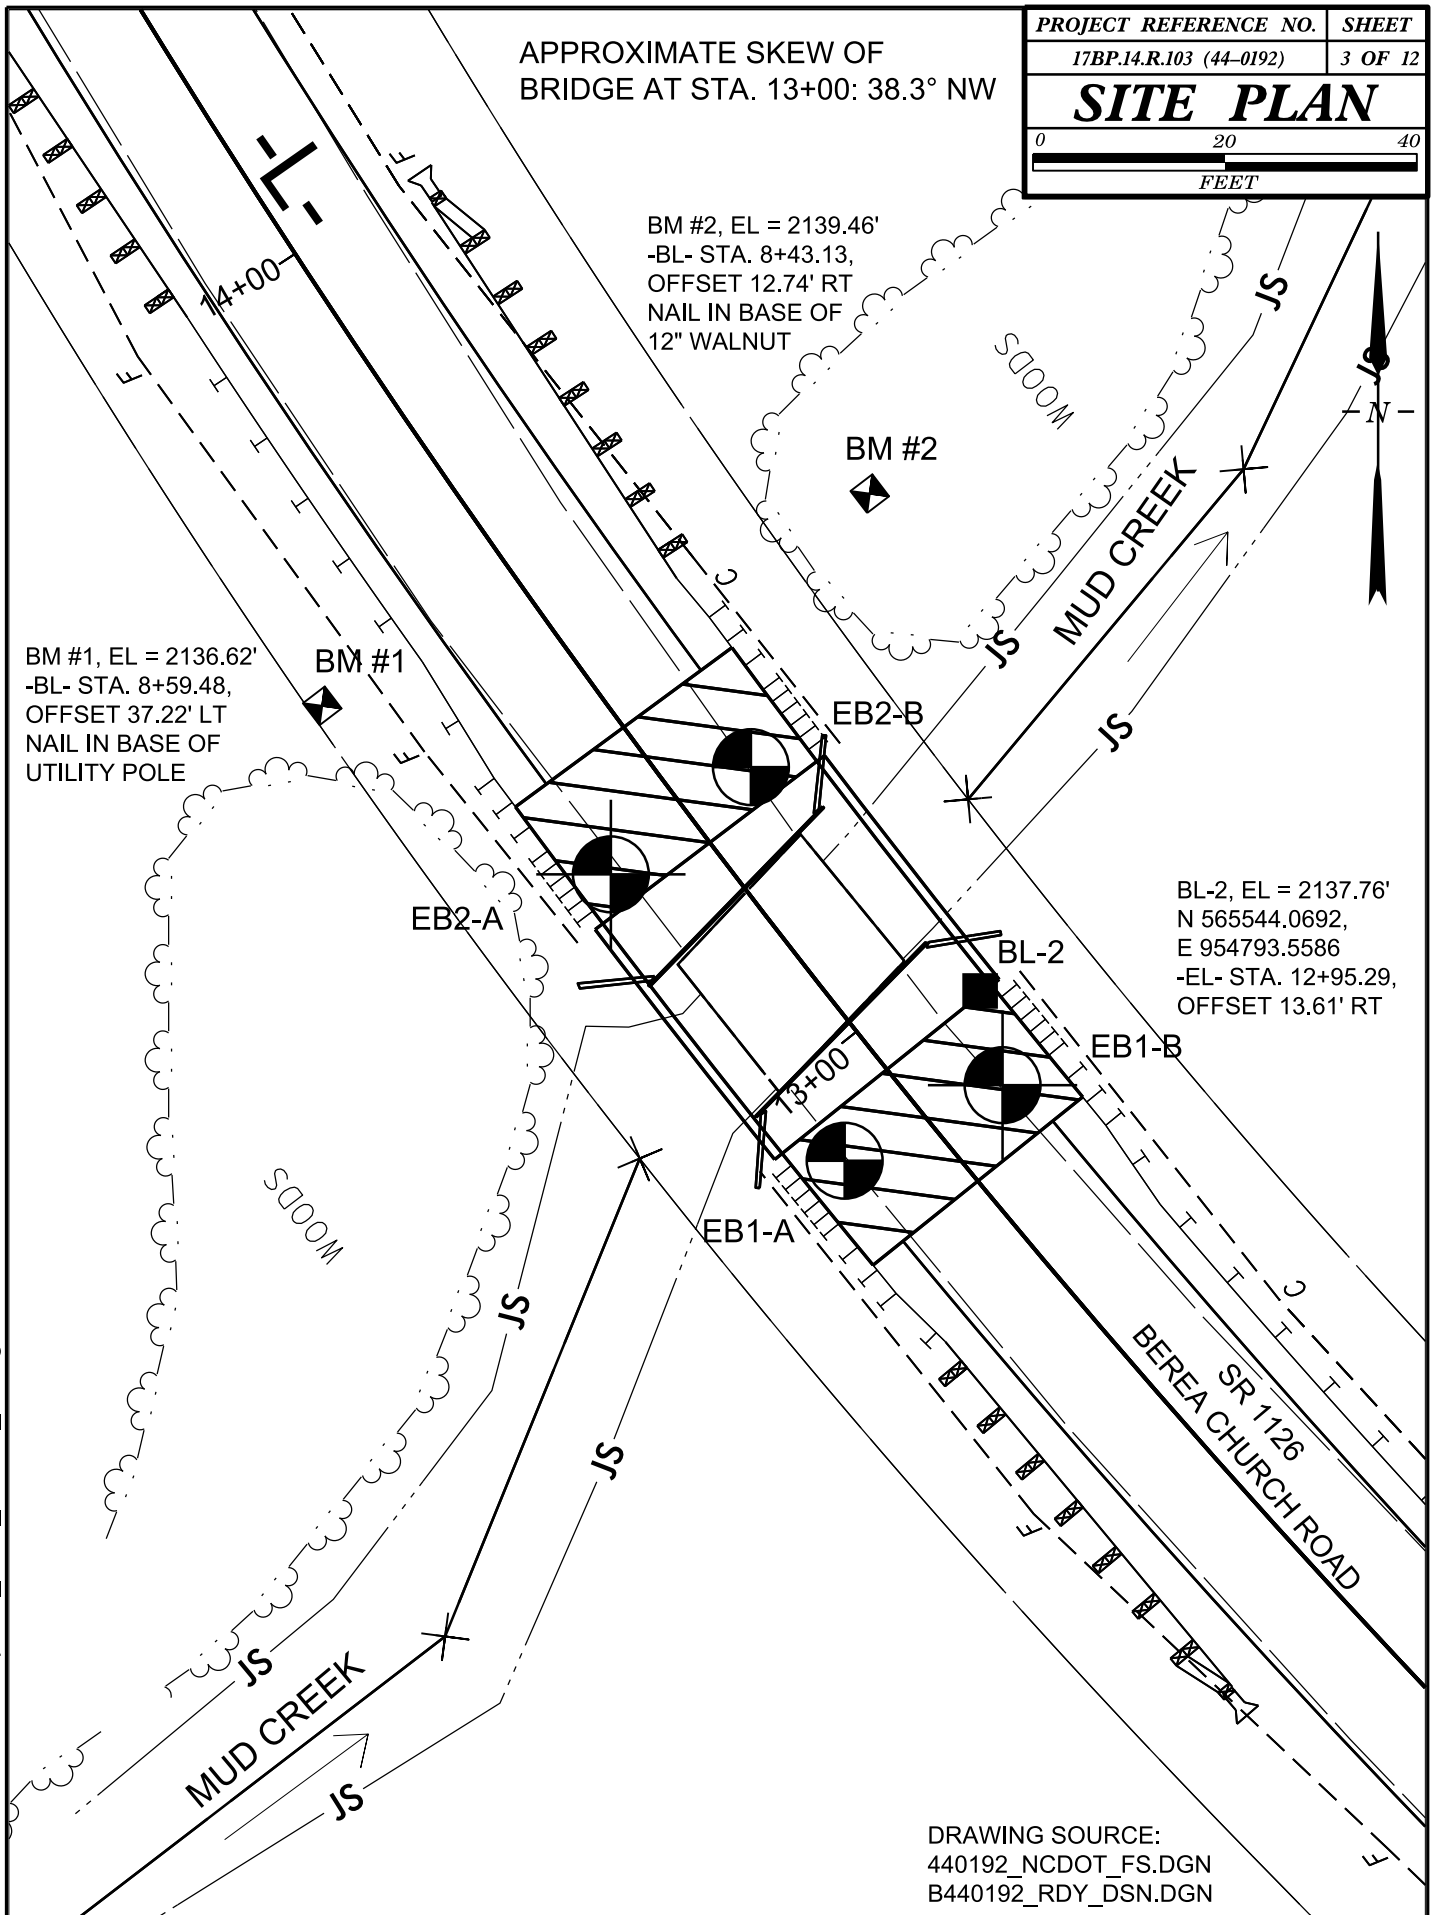 PROJECT REFERENCE NO. SHEET
17BP.14.R.103 (44-0192) 3 OF 12
SITE PLAN
0 20 40
FEET
APPROXIMATE SKEW OF
BRIDGE AT STA. 13+00: 38.3° NW
F
L
14+00
BM #2, EL = 2139.46'
-BL- STA. 8+43.13,
OFFSET 12.74' RT
NAIL IN BASE OF
12" WALNUT
JS
WOODS
JS
N
F
BM #2
MUD CREEK
C
JS
BM #1, EL = 2136.62'
-BL- STA. 8+59.48,
OFFSET 37.22' LT
NAIL IN BASE OF
UTILITY POLE
BM #1
EB2-B
JS
F
EB2-A
BL-2, EL = 2137.76'
N 565544.0692,
E 954793.5586
-EL- STA. 12+95.29,
OFFSET 13.61' RT
BL-2
EB1-B
13+00
WOODS
EB1-A
C
JS
SR 1126
BEREA CHURCH ROAD
JS
F
JS
MUD CREEK
JS
F
DRAWING SOURCE:
440192_NCDOT_FS.DGN
B440192_RDY_DSN.DGN